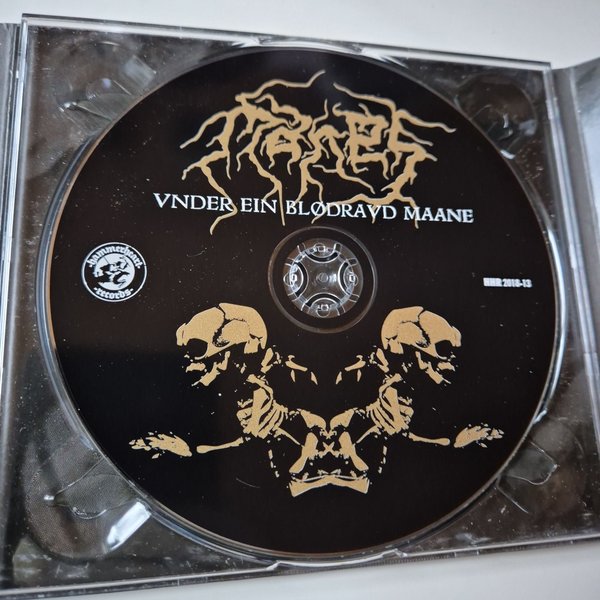 Manes
VNDER EIN BLØDRAVD MAANE
hammerheart
-records-
HHR 2018-13